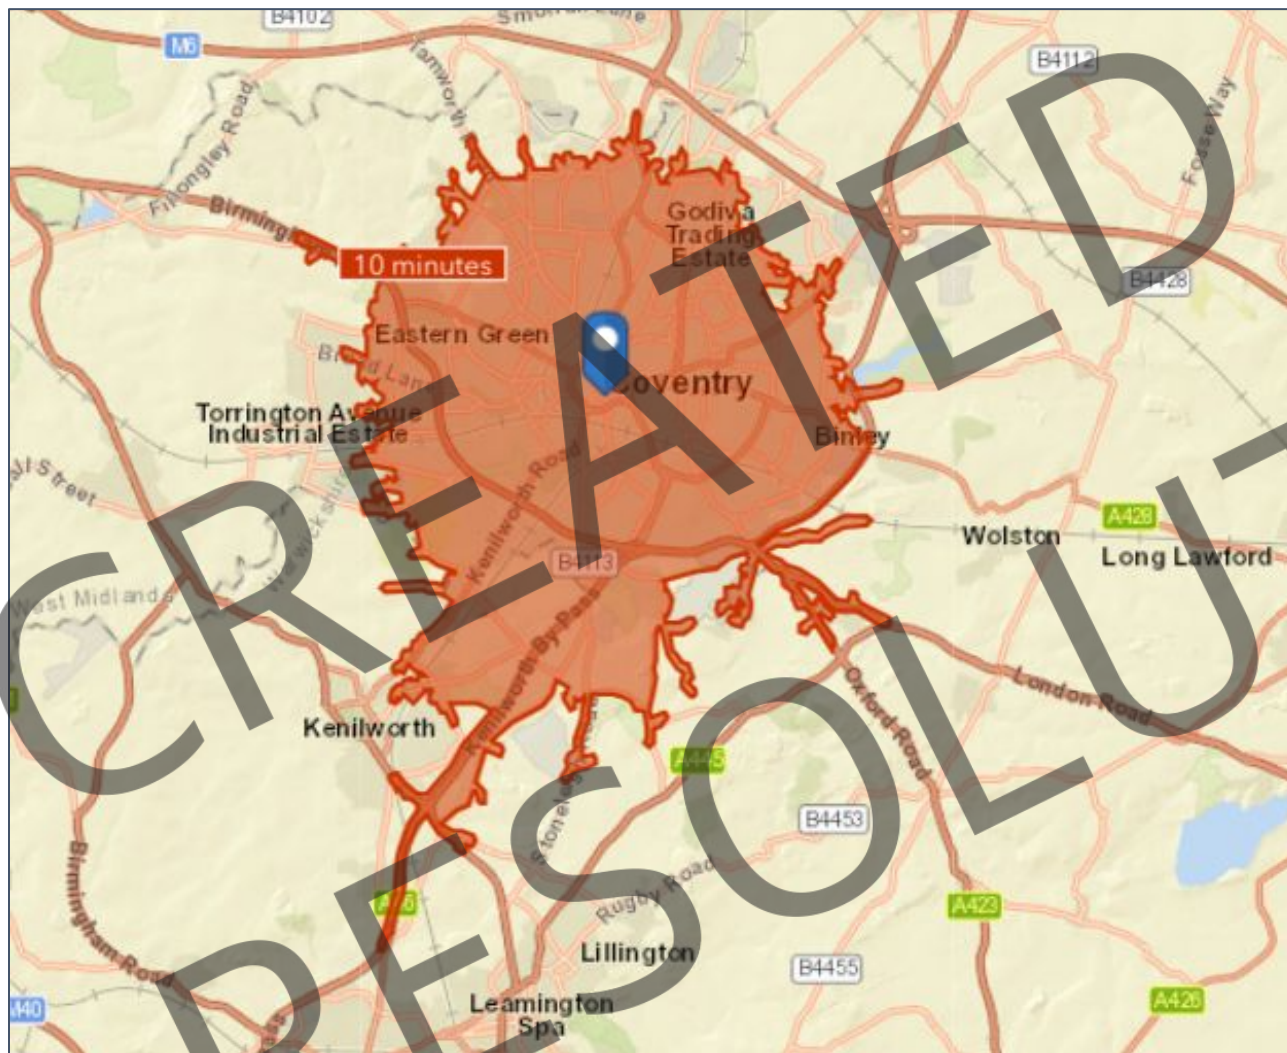 B4102
M6
Tamworth
B4112
Fosse Way
Fillongley Road
Godiva
Trading
Estate
10 minutes
B4428
Eastern Green
Coventry
Torrington Avenue
Industrial Estate
Binley
Kenilworth Road
A428
Wolston
Long Lawford
B4113
West Midlands
Kenilworth By-Pass
London Road
Oxford Road
Kenilworth
A445
B4453
Birmingham Road
Rugby Road
A46
A423
Lillington
B4455
Leamington
Spa
A426
M40
CREATED
RESOLUT